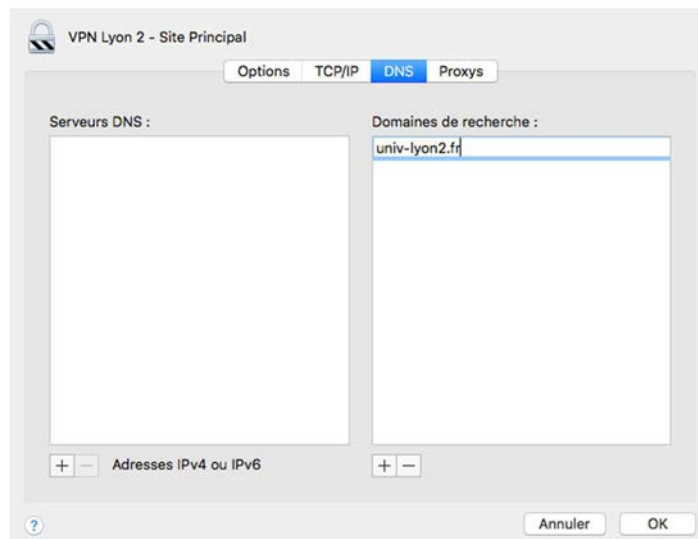 VPN Lyon 2 - Site Principal
Options TCP/IP DNS Proxys
Serveurs DNS :
Domaines de recherche :
univ-lyon2.fr
+ − Adresses IPv4 ou IPv6
+ −
? Annuler OK